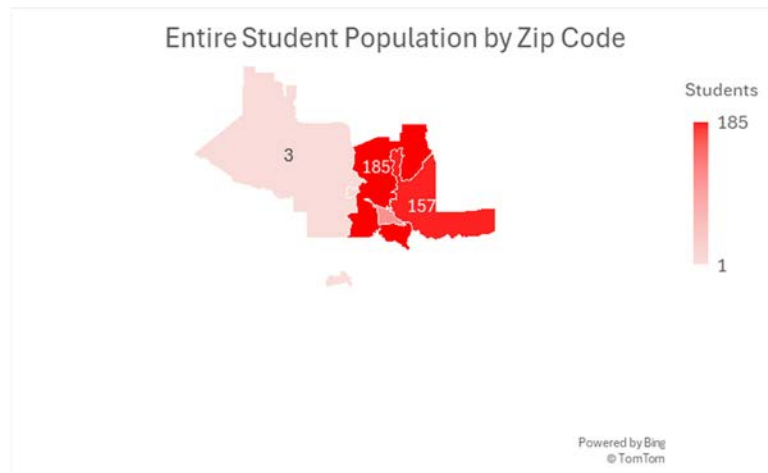 Entire Student Population by Zip Code
Students
185
1
3
185
157
Powered by Bing
© TomTom